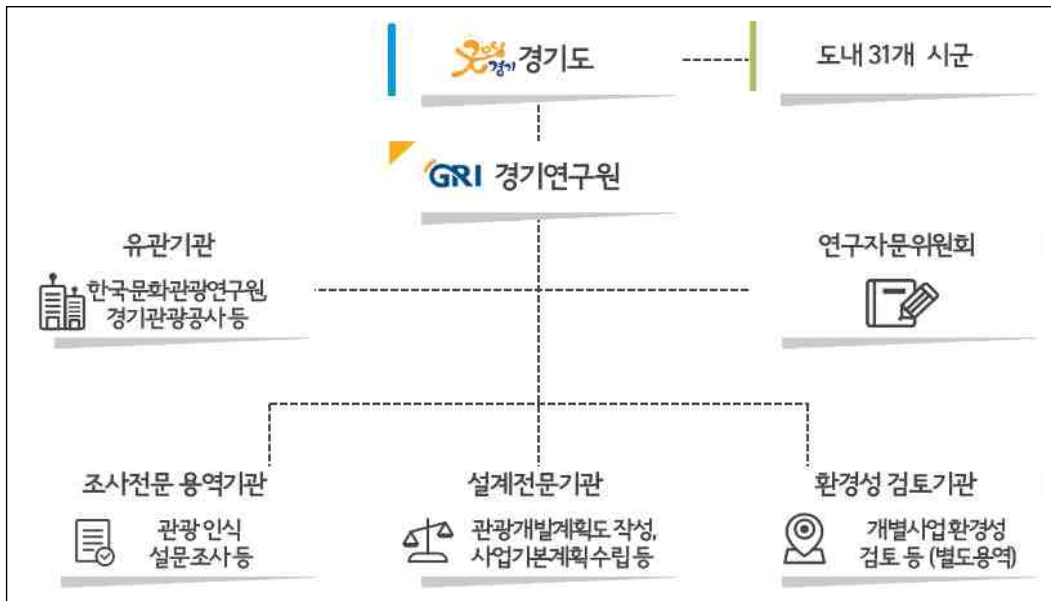 경기도
도내 31개 시군
GRI 경기연구원
유관기관
한국문화관광연구원,
경기관광공사 등
연구자문위원회
조사전문 용역기관
관광 인식
설문조사 등
설계전문기관
관광개발계획도 작성,
사업기본계획수립 등
환경성 검토기관
개별사업 환경성
검토 등 (별도용역)